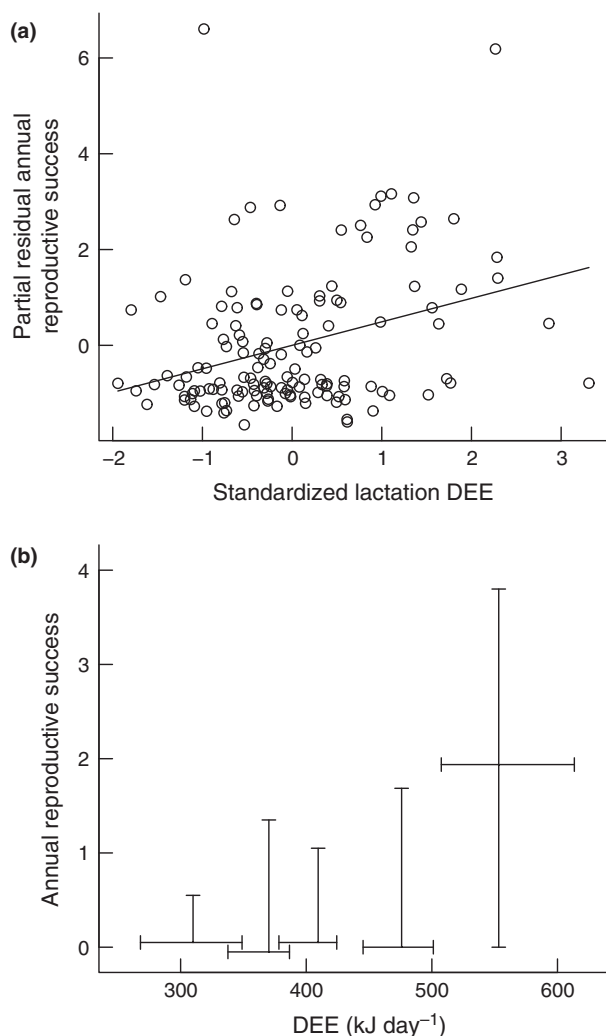 (a)
Partial residual annual
reproductive success
6
4
2
0
−2 −1 0 1 2 3
Standardized lactation DEE
(b)
Annual reproductive success
4
3
2
1
0
300 400 500 600
DEE (kJ day⁻¹)